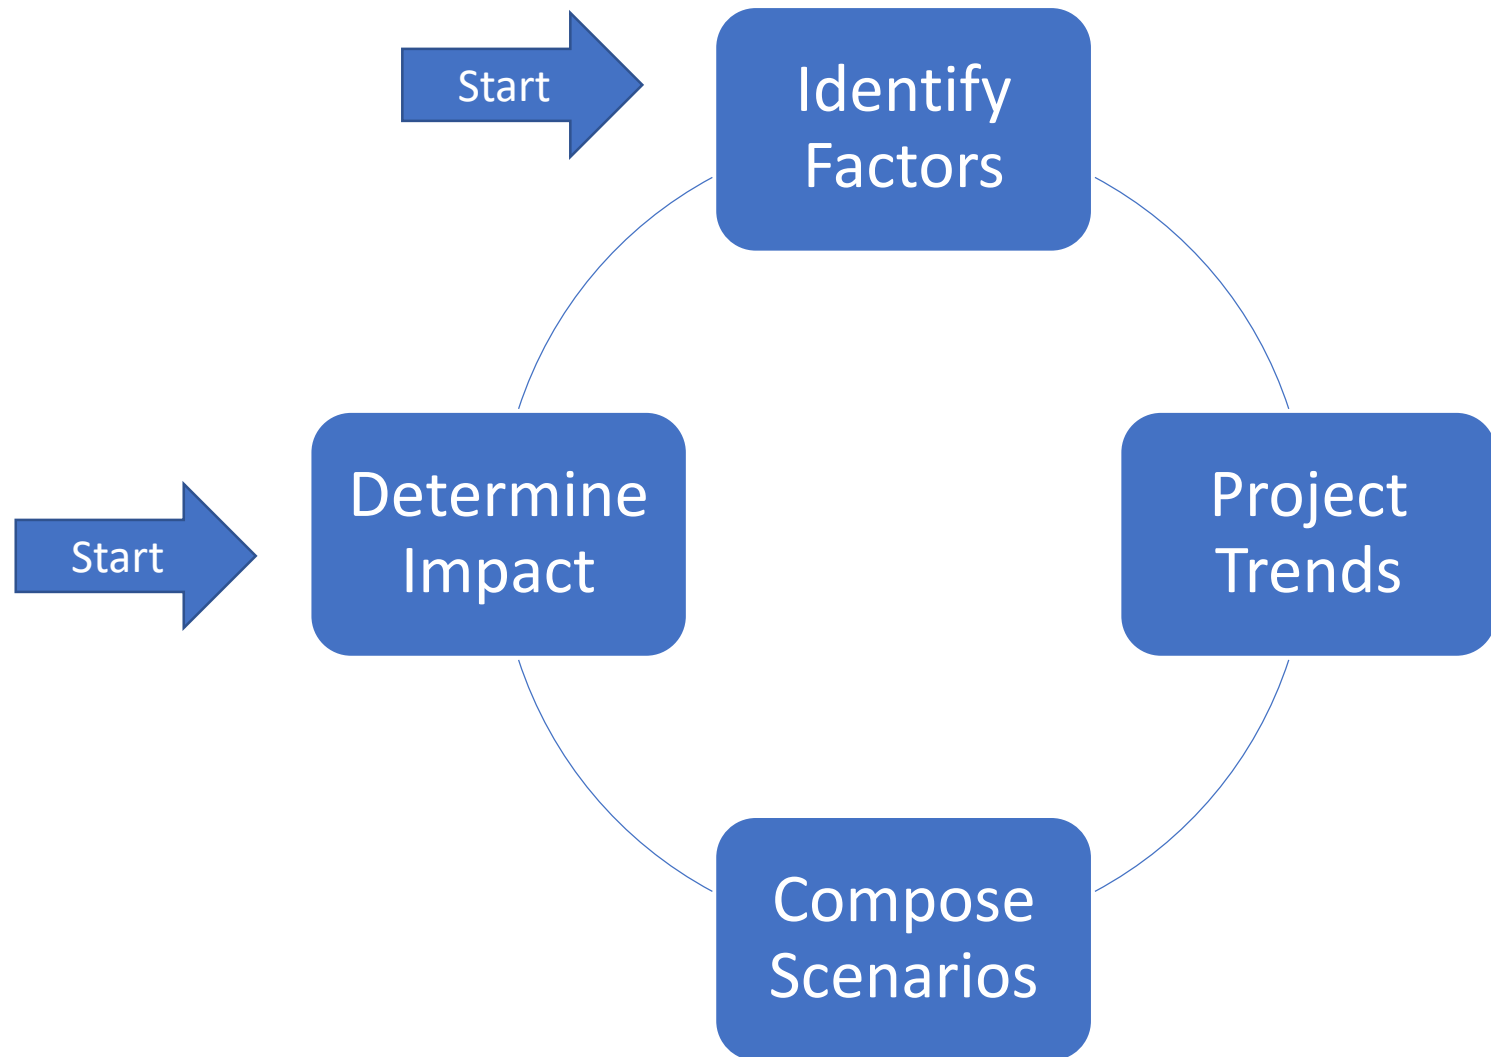 Start
Identify
Factors
Determine
Impact
Start
Project
Trends
Compose
Scenarios